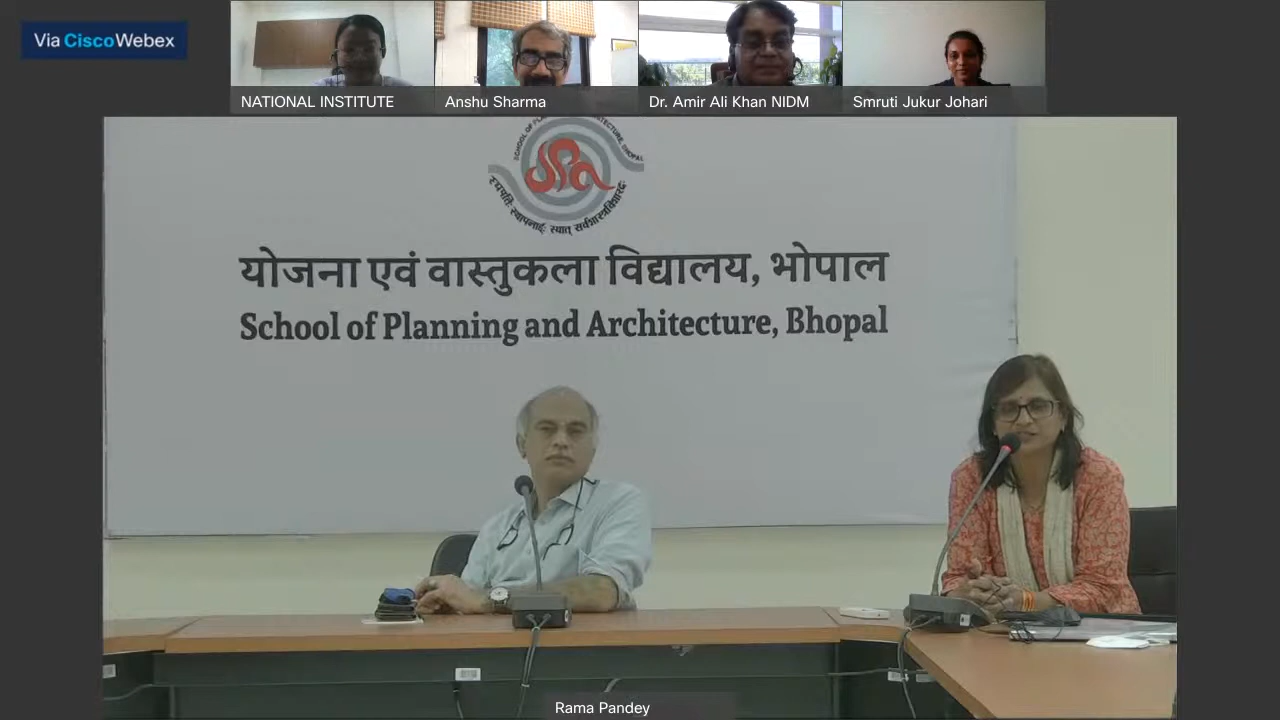 Via CiscoWebex
NATIONAL INSTITUTE
Anshu Sharma
Dr. Amir Ali Khan NIDM
Smruti Jukur Johari
योजना एवं वास्तुकला विद्यालय, भोपाल
School of Planning and Architecture, Bhopal
Rama Pandey